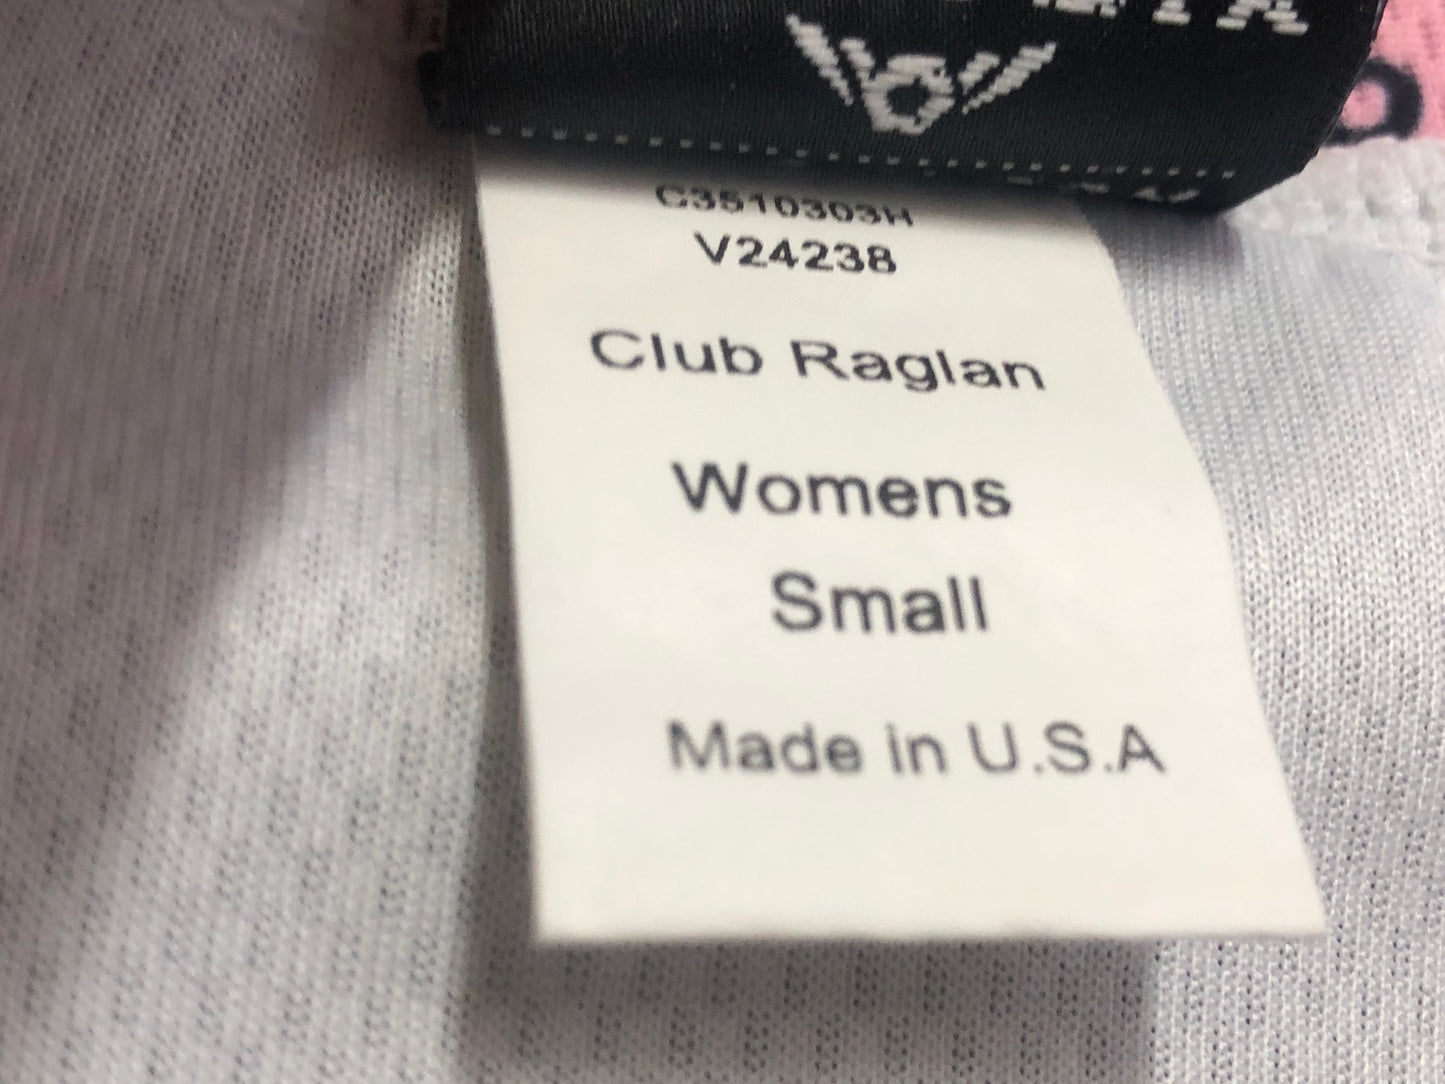 C3510303H
V24238
Club Raglan
Womens
Small
Made in U.S.A